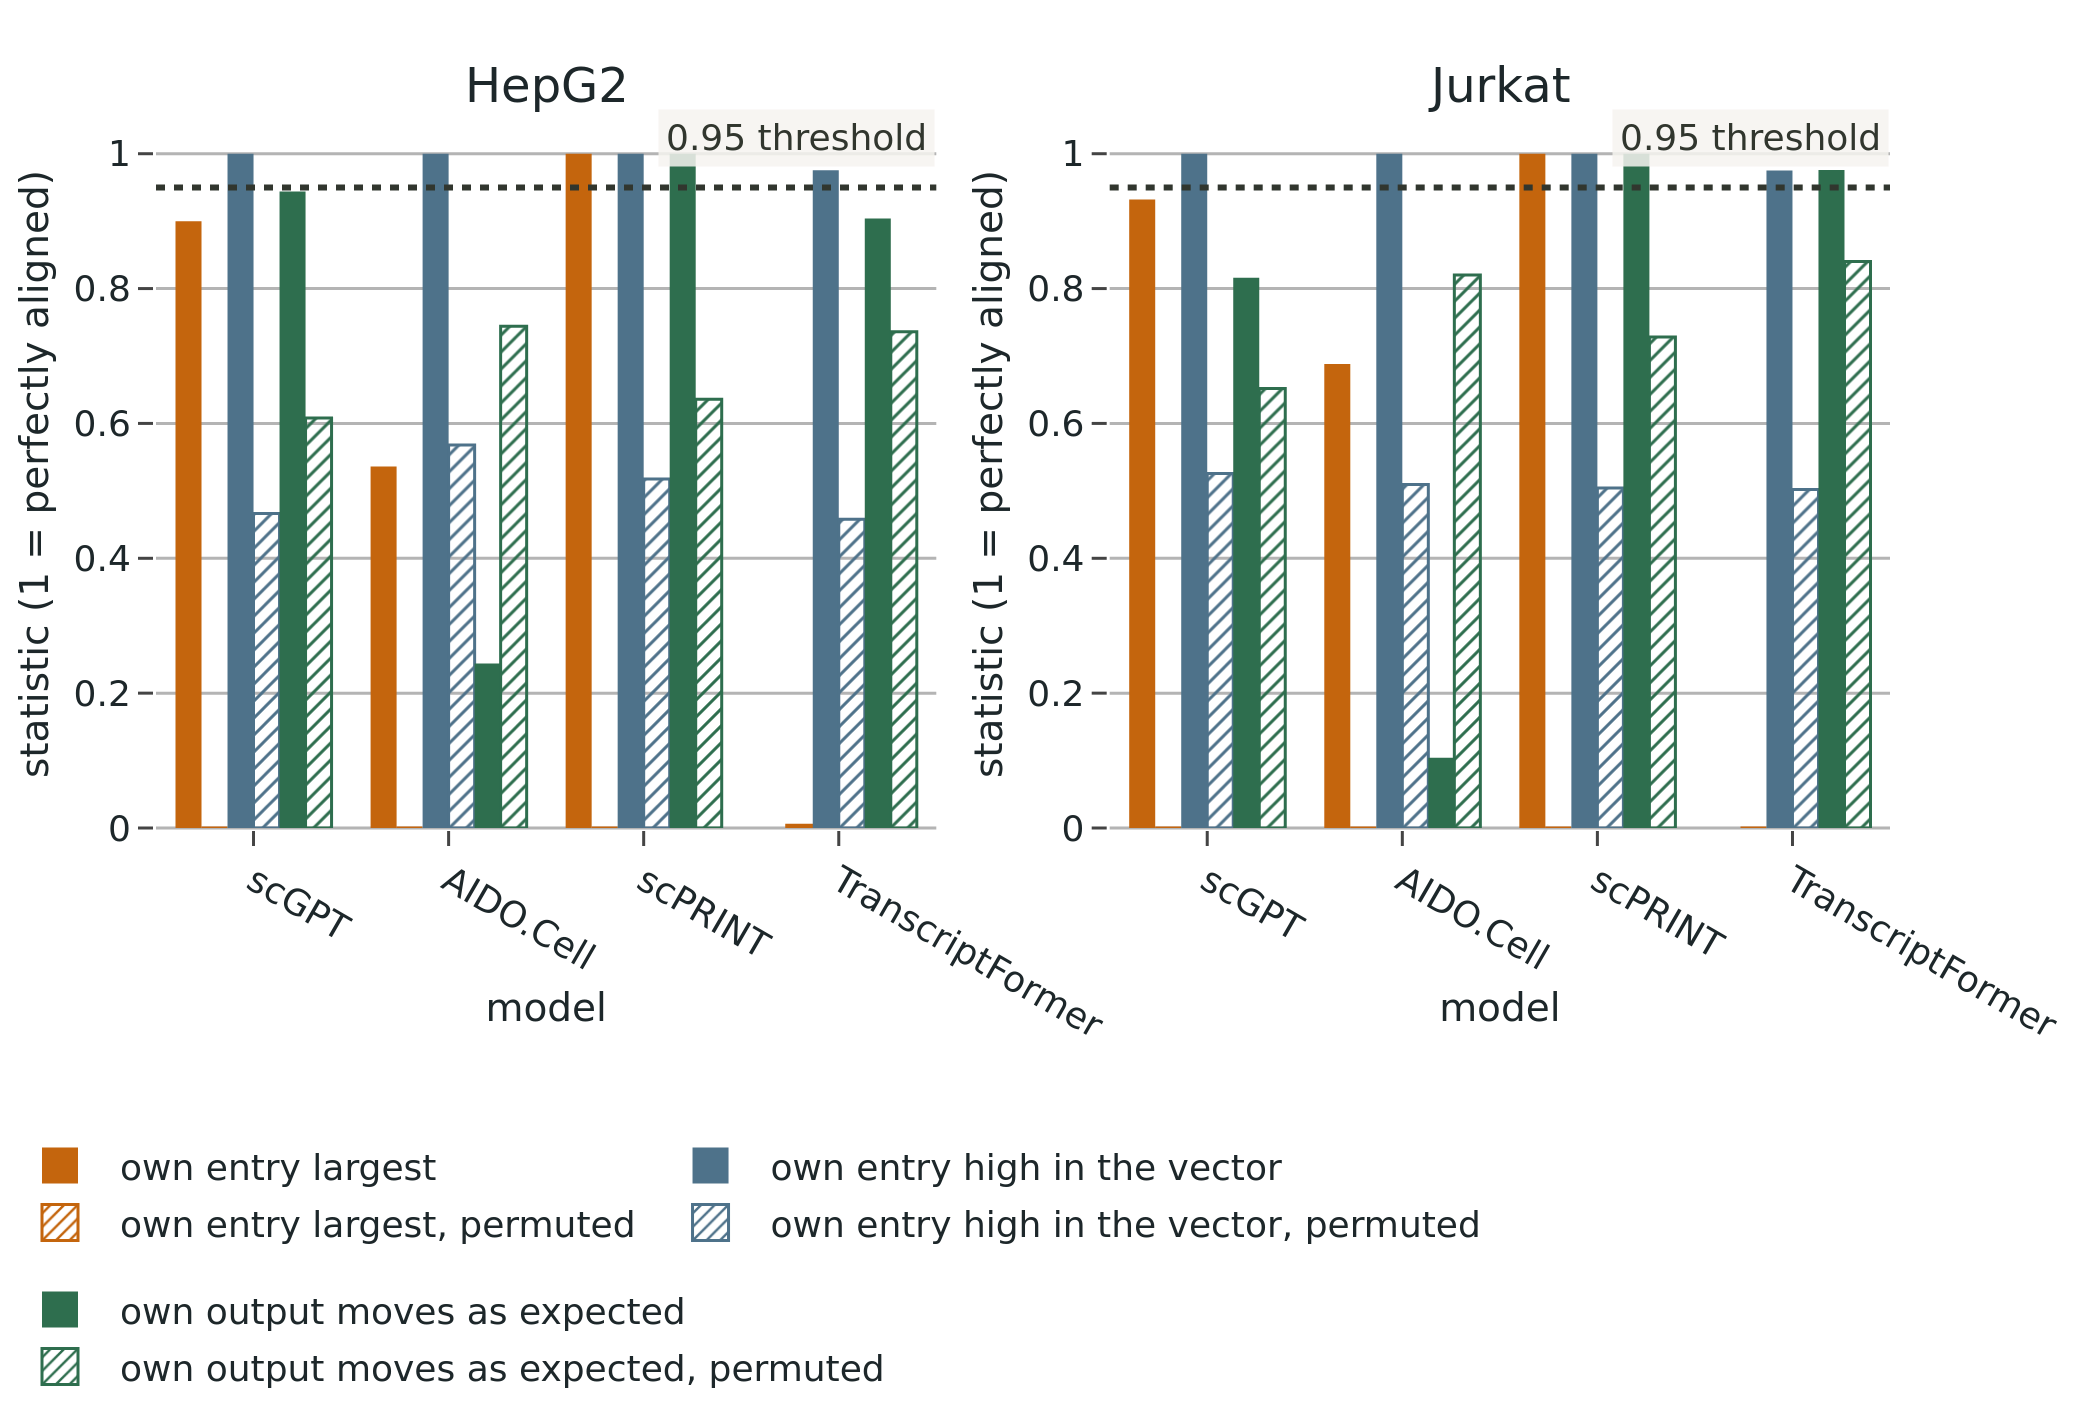 HepG2
Jurkat
0.95 threshold
0.95 threshold
statistic (1 = perfectly aligned)
1
0.8
0.6
0.4
0.2
0
scGPT
AIDO.Cell
scPRINT
TranscriptFormer
model
statistic (1 = perfectly aligned)
1
0.8
0.6
0.4
0.2
0
scGPT
AIDO.Cell
scPRINT
TranscriptFormer
model
own entry largest
own entry largest, permuted
own entry high in the vector
own entry high in the vector, permuted
own output moves as expected
own output moves as expected, permuted